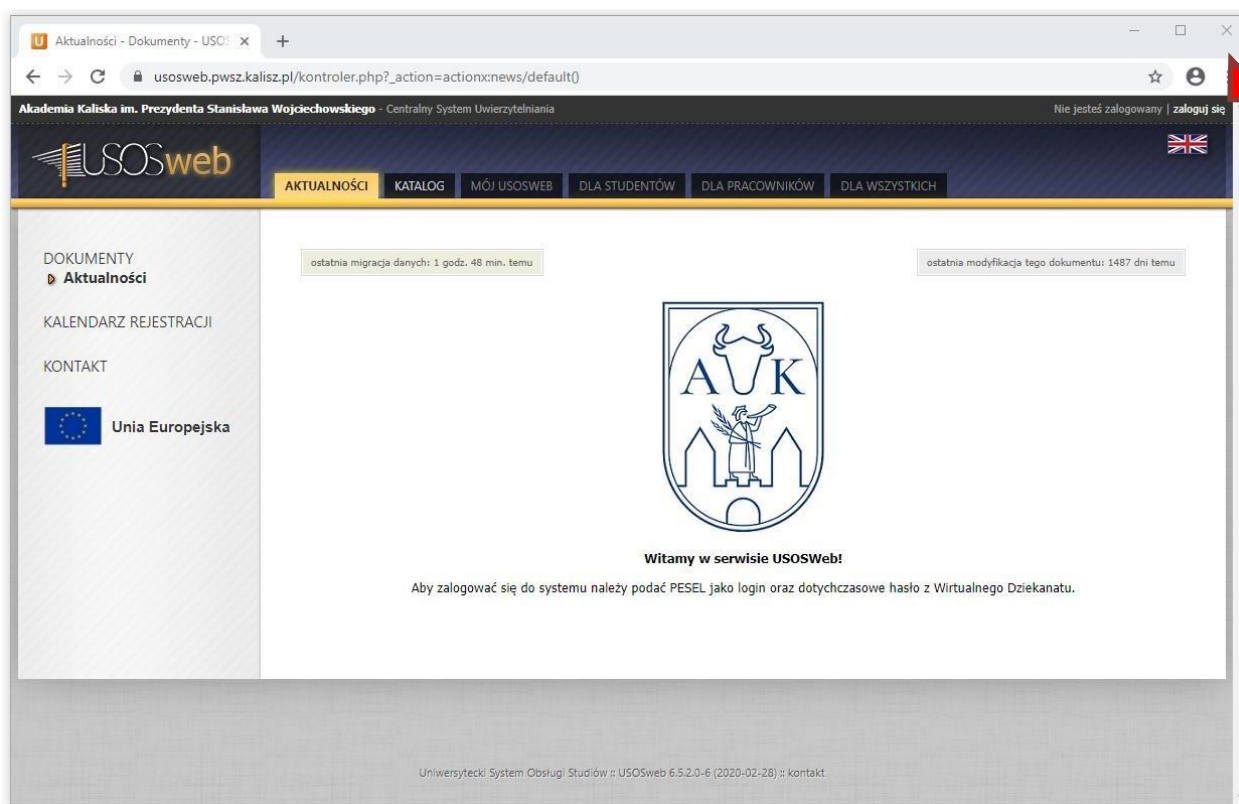 Aktualności - Dokumenty - USOS
usosweb.pwsz.kalisz.pl/kontroler.php?_action=actionx:news/default()
Akademia Kaliska im. Prezydenta Stanisława Wojciechowskiego - Centralny System Uwierzytelniania
Nie jesteś zalogowany | zaloguj się
USOSweb
AKTUALNOŚCI KATALOG MÓJ USOSWEB DLA STUDENTÓW DLA PRACOWNIKÓW DLA WSZYSTKICH
DOKUMENTY
Aktualności
KALENDARZ REJESTRACJI
KONTAKT
Unia Europejska
ostatnia migracja danych: 1 godz. 48 min. temu
ostatnia modyfikacja tego dokumentu: 1487 dni temu
A K
Witamy w serwisie USOSWeb!
Aby zalogować się do systemu należy podać PESEL jako login oraz dotychczasowe hasło z Wirtualnego Dziekanatu.
Uniwersytecki System Obsługi Studiów :: USOSweb 6.5.2.0-6 (2020-02-28) :: kontakt